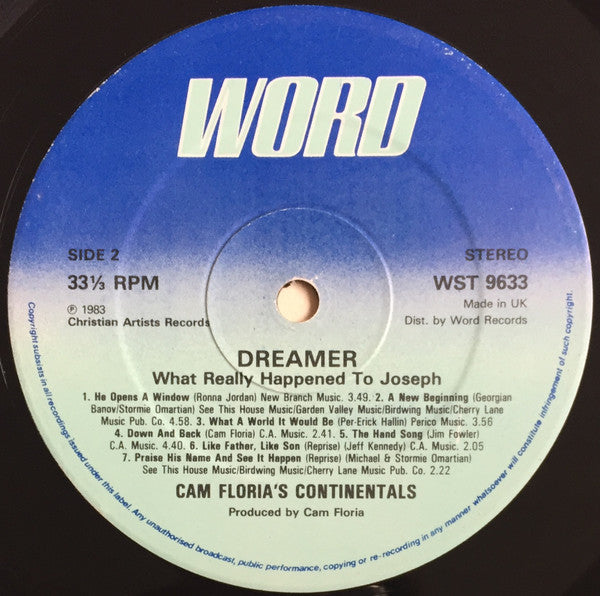 WORD
SIDE 2
STEREO
33⅓ RPM
WST 9633
℗ 1983
Christian Artists Records
Made in UK
Dist. by Word Records
DREAMER
What Really Happened To Joseph
1. He Opens A Window (Ronna Jordan) New Branch Music. 3.49. 2. A New Beginning (Georgian
Banov/Stormie Omartian) See This House Music/Garden Valley Music/Birdwing Music/Cherry Lane
Music Pub. Co. 4.58. 3. What A World It Would Be (Per-Erick Hallin) Perico Music. 3.56
4. Down And Back (Cam Floria) C.A. Music. 2.41. 5. The Hand Song (Jim Fowler)
C.A. Music. 4.40. 6. Like Father, Like Son (Reprise) (Jeff Kennedy) C.A. Music. 2.05
7. Praise His Name And See It Happen (Reprise) (Michael & Stormie Omartian)
See This House Music/Birdwing Music/Cherry Lane Music Pub Co. 2.22
CAM FLORIA'S CONTINENTALS
Produced by Cam Floria
Copyright subsists in all recordings issued under this label. Any unauthorised broadcast, public performance, copying or re-recording in any manner whatsoever will constitute infringement of such copyright.